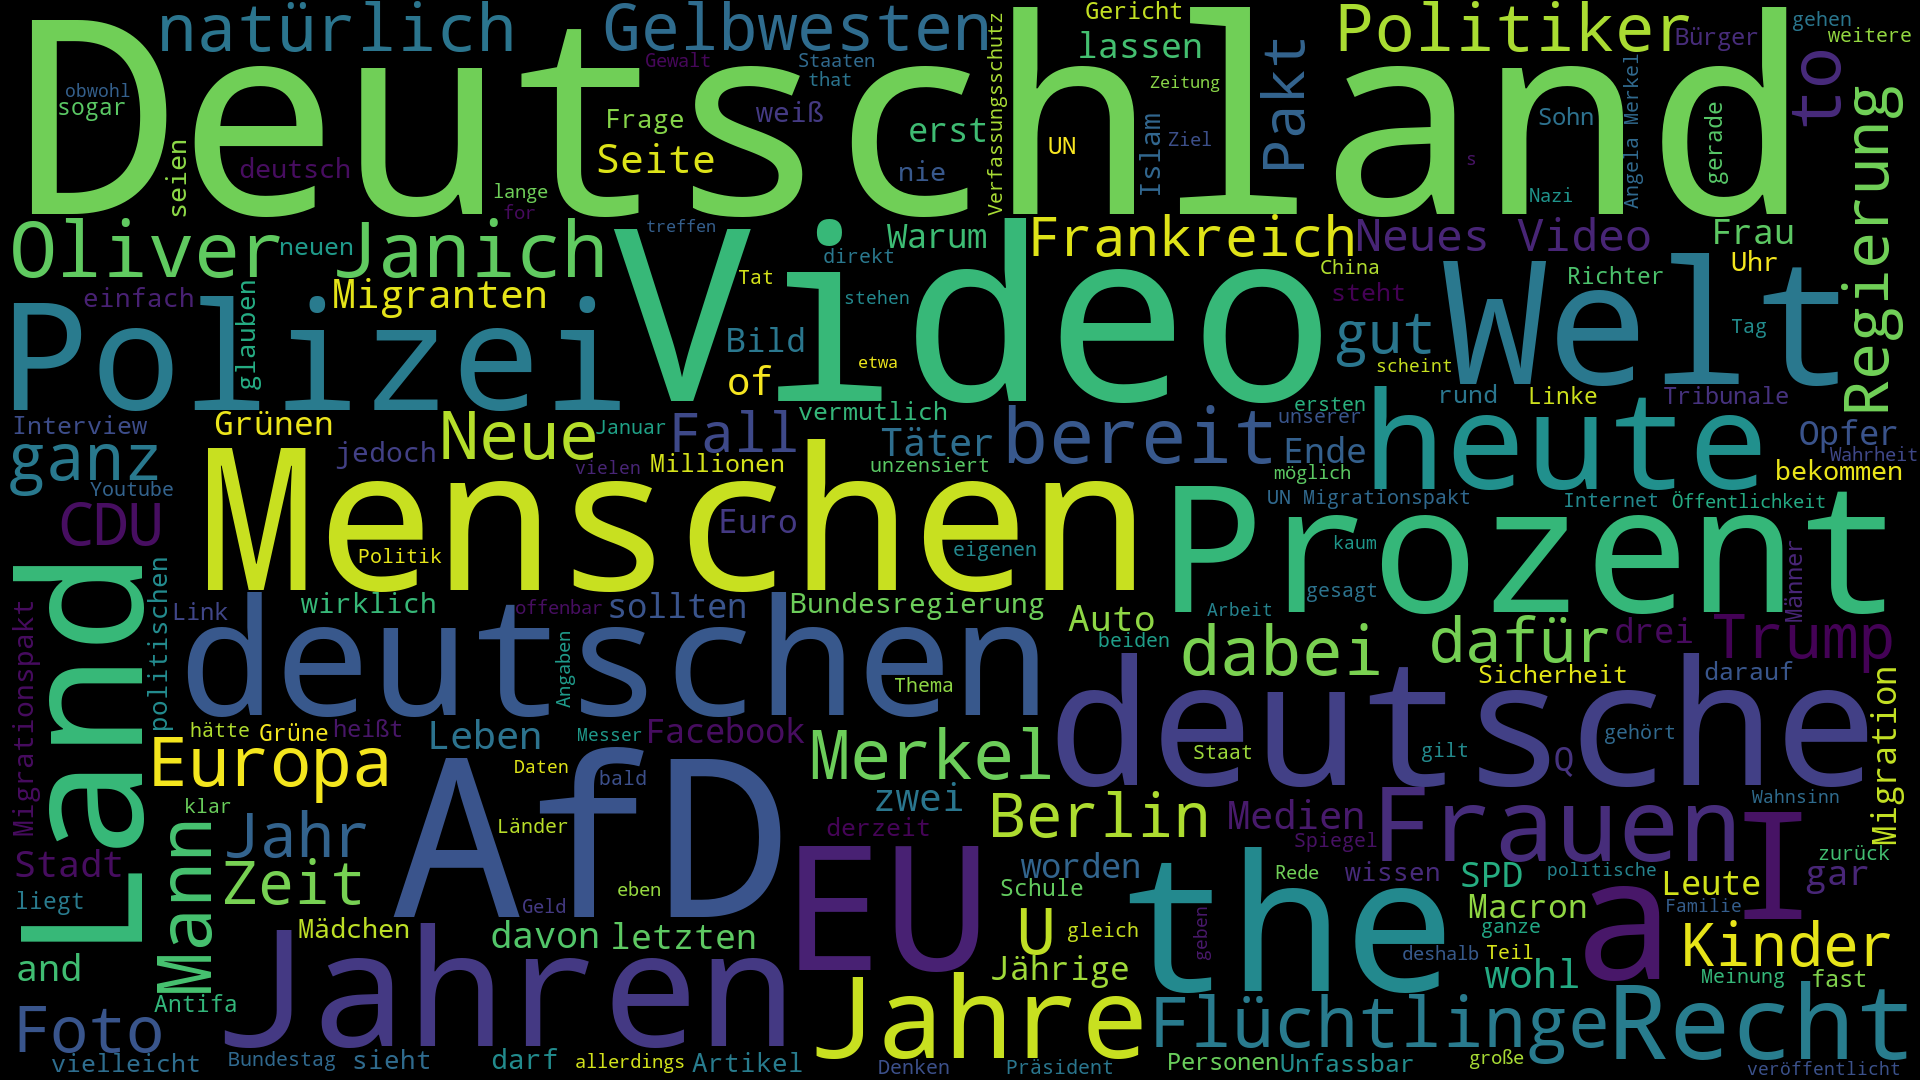 Deutschland
natürlich
Gelbwesten
Gericht
lassen
Politiker
Bürger
gehen
weitere
obwohl
sogar
Gewalt
Staaten
that
Zeitung
Pakt
to
Frage
weiß
erst
Verfassungsschutz
UN
Islam
Ziel
Sohn
Angela Merkel
gerade
Regierung
seien
deutsch
Seite
nie
lange
for
s
Nazi
Oliver
neuen
Janich
treffen
Video
Warum
Frankreich
Neues Video
Frau
direkt
Tat
China
Richter
Uhr
Welt
einfach
Migranten
stehen
steht
Polizei
glauben
Bild
gut
Tag
etwa
scheint
of
Interview
Grünen
Neue
Januar
Fall
vermutlich
bereit
ersten
unserer
rund
Linke
Tribunale
heute
ganz
jedoch
vielen
Millionen
Täter
unzensiert
Ende
möglich
Opfer
Wahrheit
bekommen
Youtube
CDU
Menschen
Euro
UN Migrationspakt
Internet
Öffentlichkeit
Prozent
Politik
eigenen
kaum
Männer
gesagt
Land
Migrationspakt
politischen
Link
wirklich
offenbar
sollten
Bundesregierung
Auto
Arbeit
beiden
dabei
dafür
drei
Trump
deutschen
Angaben
Thema
Sicherheit
darauf
Migration
hätte
Grüne
heißt
Leben
Messer
Facebook
Merkel
deutsche
Staat
gilt
Q
gehört
Europa
Daten
bald
AfD
klar
zwei
Berlin
Medien
Frauen
Wahnsinn
I
Stadt
Mann
Jahr
Länder
derzeit
Spiegel
zurück
liegt
Zeit
eben
EU
worden
the
Rede
wissen
SPD
politische
a
Leute
gar
Geld
Schule
Macron
Familie
and
Mädchen
davon
letzten
U
gleich
geben
ganze
deshalb
Teil
Kinder
Antifa
Jahren
Jährige
wohl
Meinung
fast
Foto
Jahre
Flüchtlinge
Recht
vielleicht
Bundestag
sieht
darf
allerdings
Artikel
Denken
Präsident
Personen
Unfassbar
große
veröffentlicht